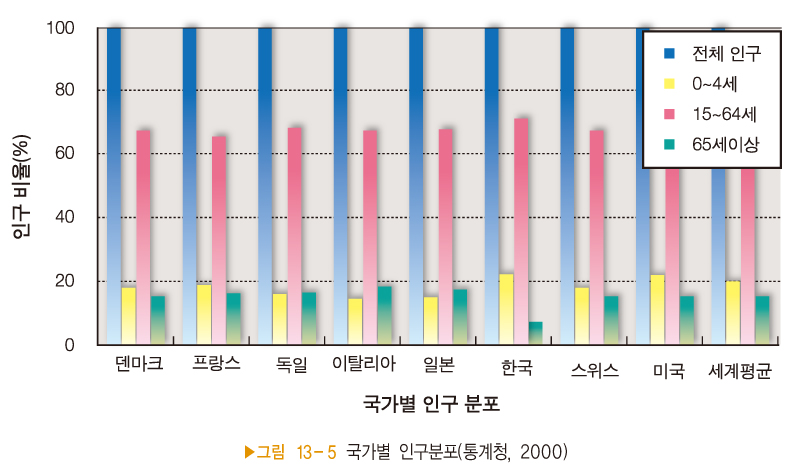 100
80
60
40
20
0
인구 비율(%)
전체 인구
0~4세
15~64세
65세이상
덴마크 프랑스 독일 이탈리아 일본 한국 스위스 미국 세계평균
국가별 인구 분포
▶그림 13-5 국가별 인구분포(통계청, 2000)